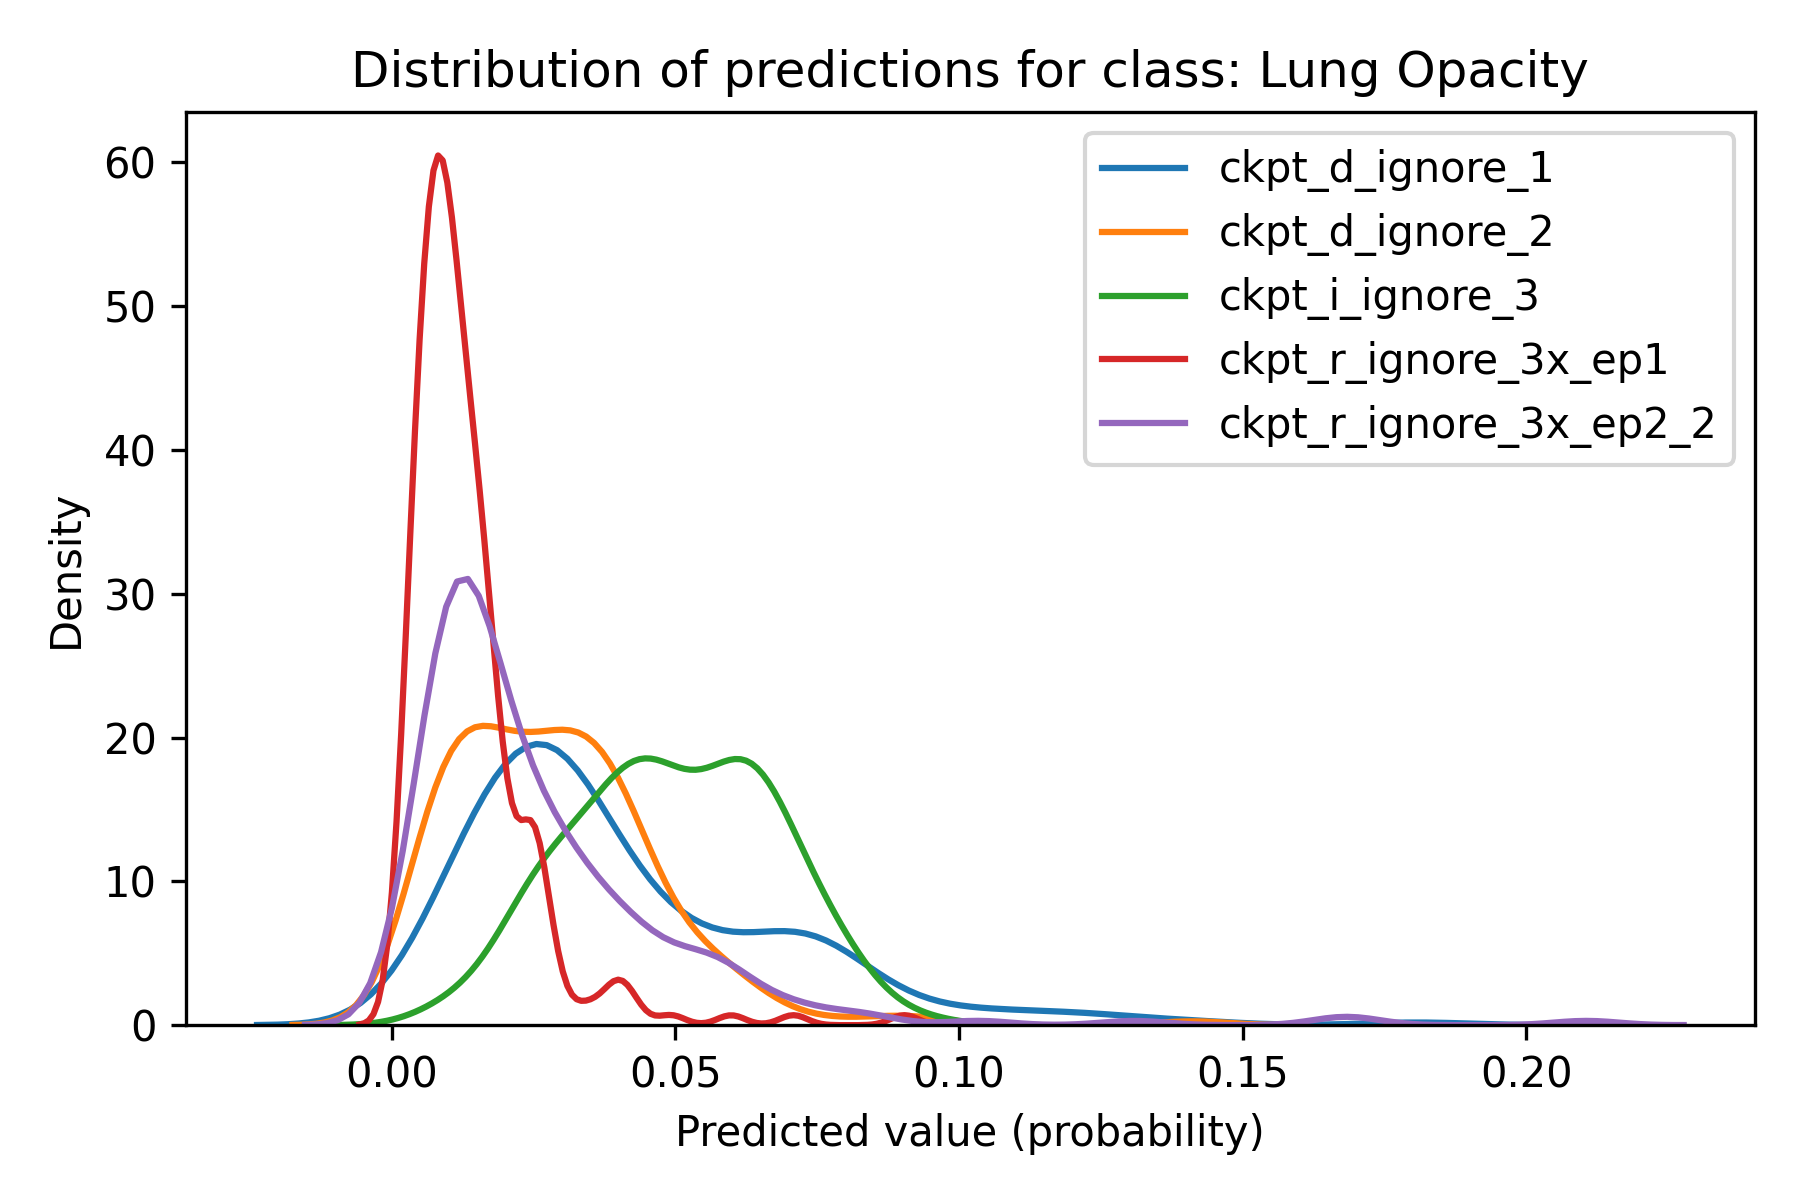 Distribution of predictions for class: Lung Opacity
ckpt_d_ignore_1
ckpt_d_ignore_2
ckpt_i_ignore_3
ckpt_r_ignore_3x_ep1
ckpt_r_ignore_3x_ep2_2
Density
60
50
40
30
20
10
0
0.00 0.05 0.10 0.15 0.20
Predicted value (probability)